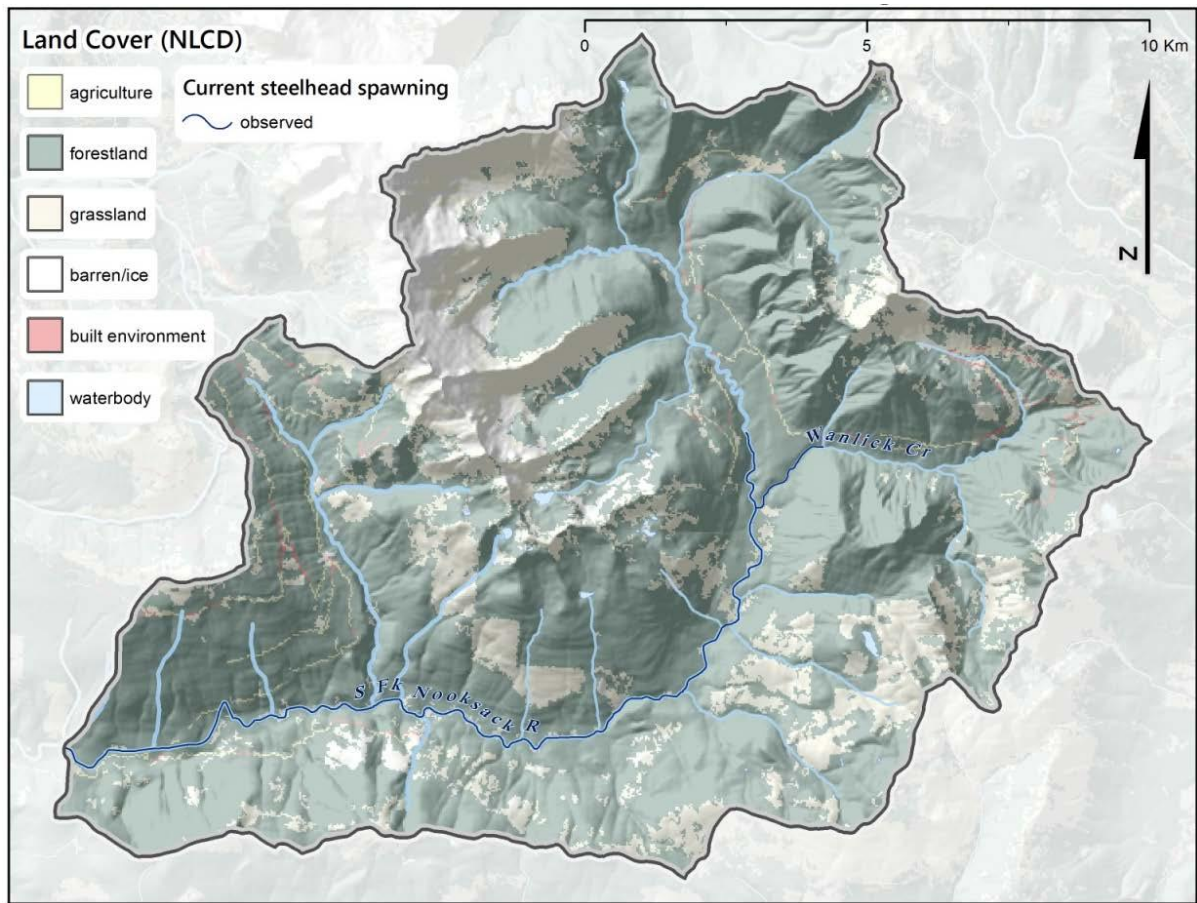 Land Cover (NLCD)
agriculture
forestland
grassland
barren/ice
built environment
waterbody
Current steelhead spawning
observed
0 5 10 Km
N
Wanlick Cr
S Fk Nooksack R